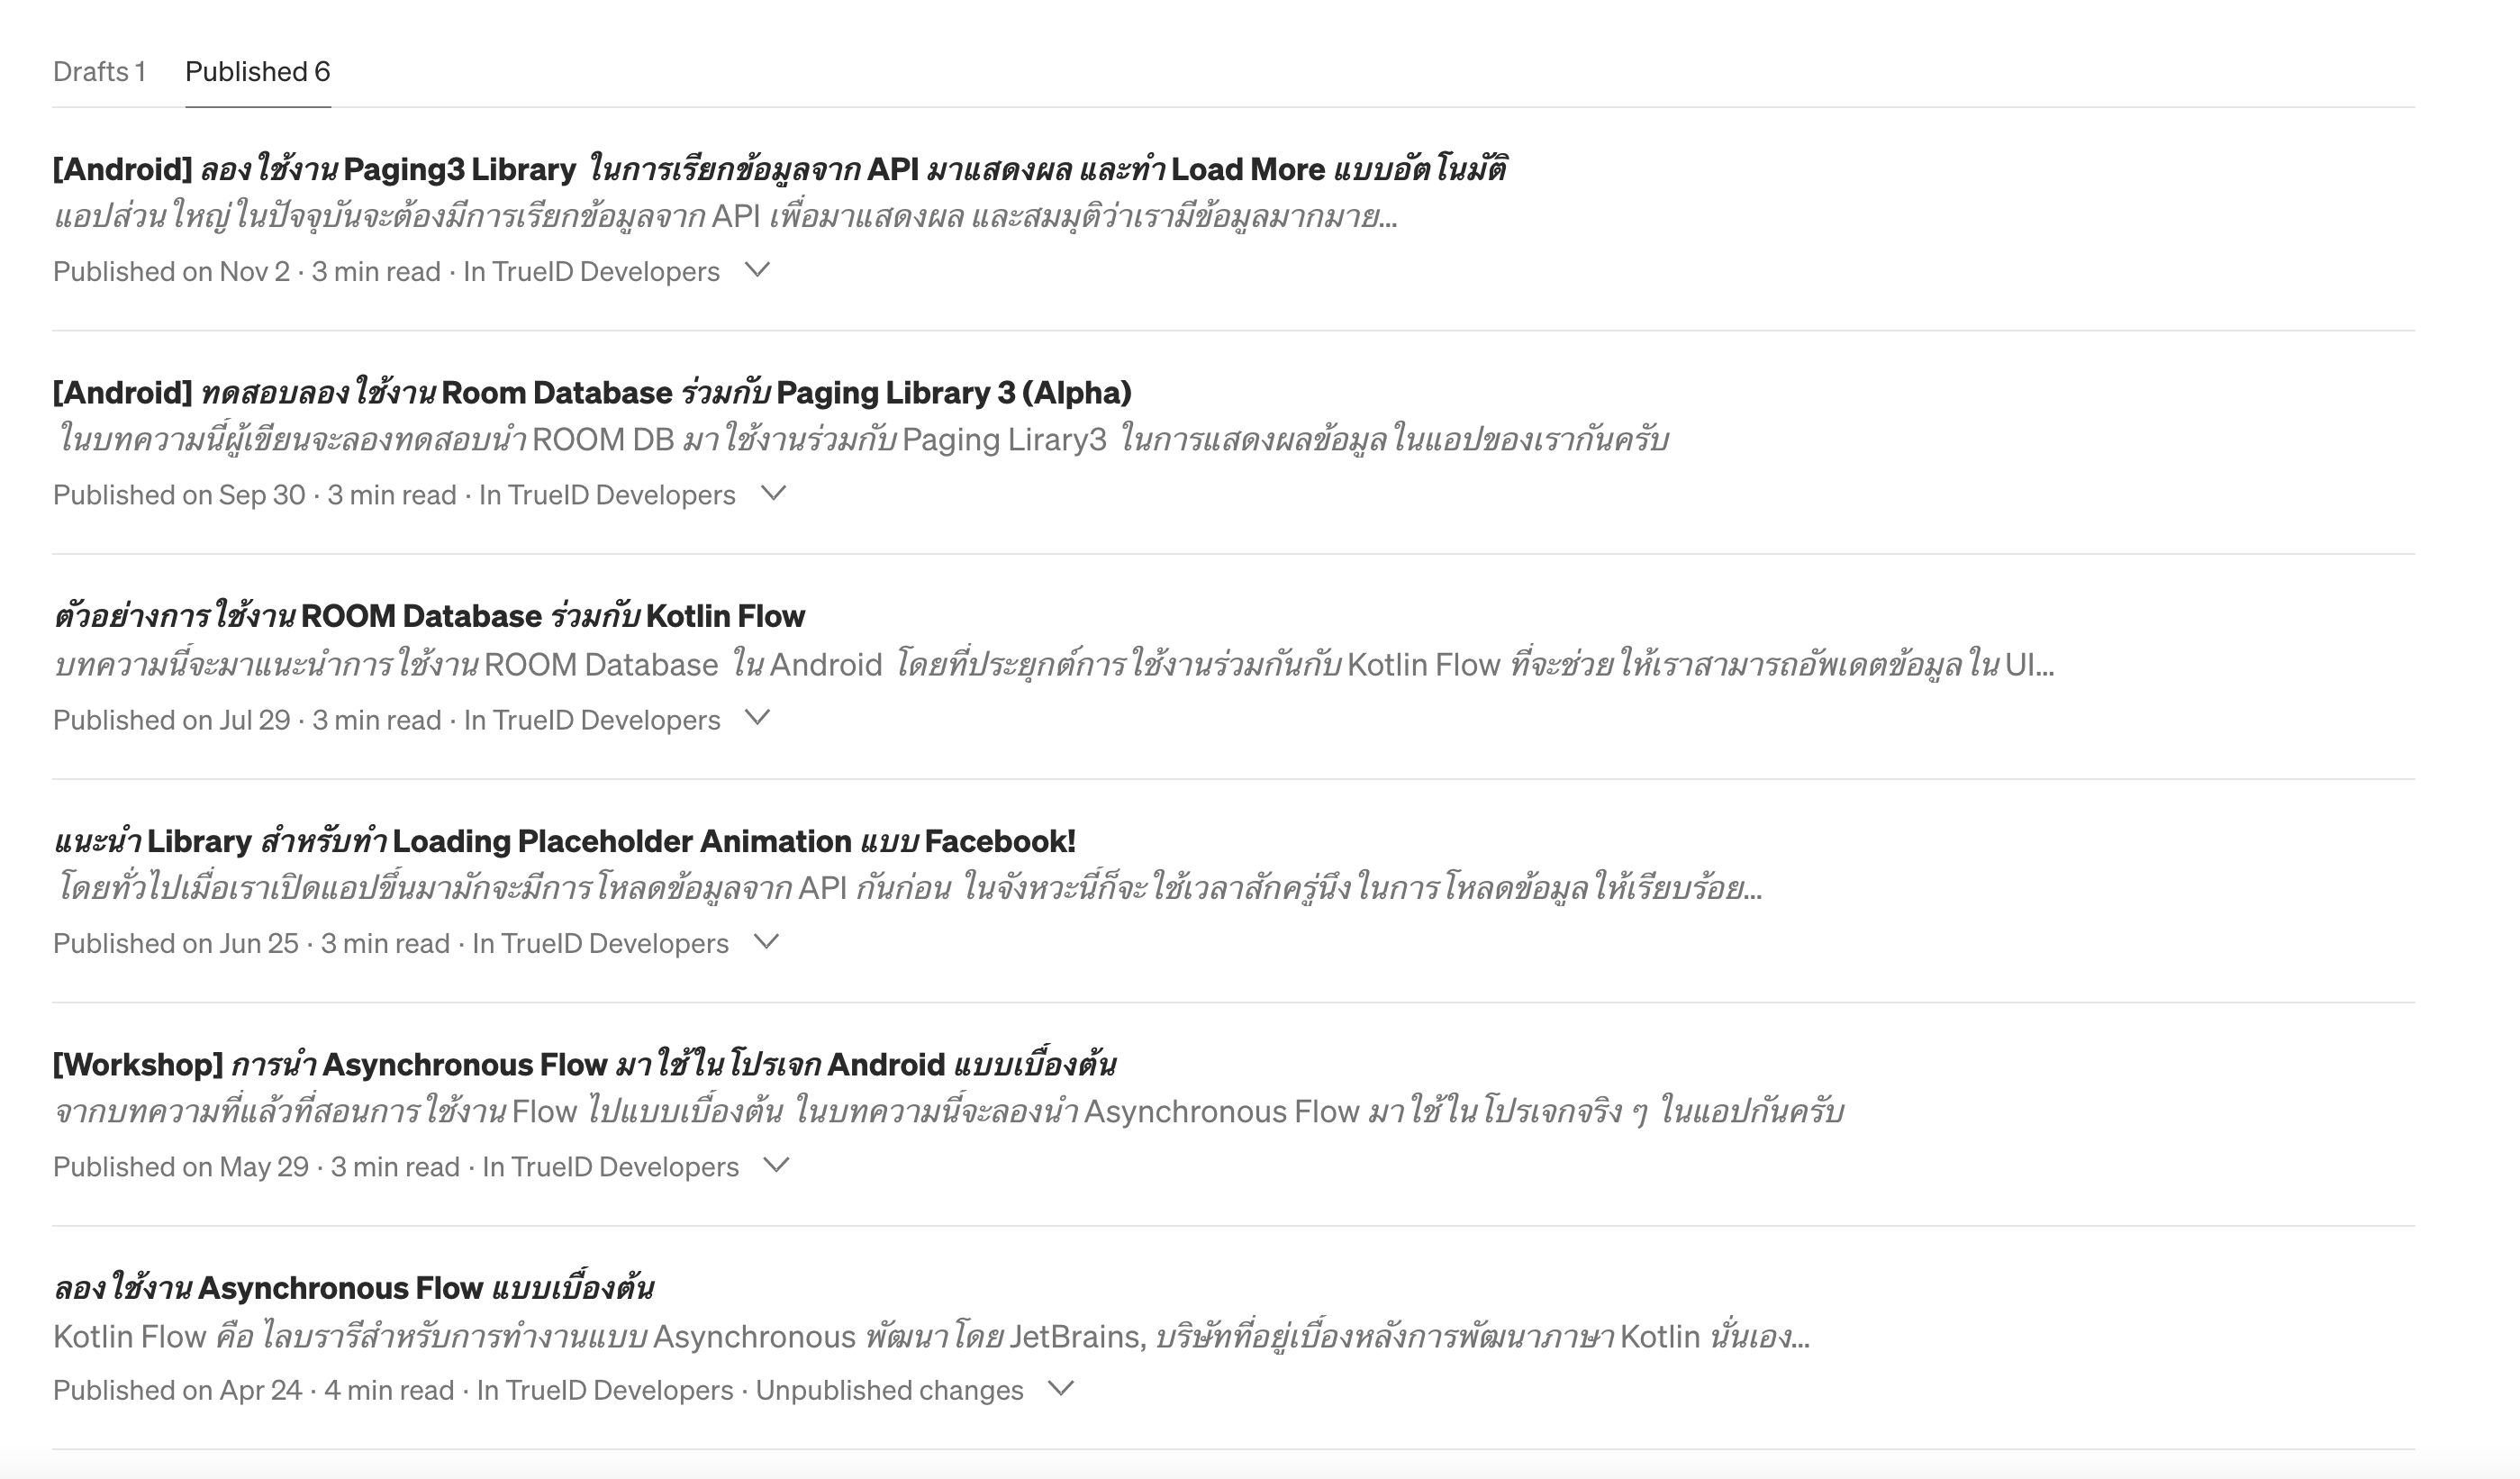 Drafts 1 Published 6
[Android] ลองใช้งาน Paging3 Library ในการเรียกข้อมูลจาก API มาแสดงผล และทำ Load More แบบอัตโนมัติ
แอปส่วนใหญ่ในปัจจุบันจะต้องมีการเรียกข้อมูลจาก API เพื่อมาแสดงผล และสมมุติว่าเรามีข้อมูลมากมาย...
Published on Nov 2 · 3 min read · In TrueID Developers
[Android] ทดสอบลองใช้งาน Room Database ร่วมกับ Paging Library 3 (Alpha)
ในบทความนี้ผู้เขียนจะลองทดสอบนำ ROOM DB มาใช้งานร่วมกับ Paging Lirary3 ในการแสดงผลข้อมูลในแอปของเรากันครับ
Published on Sep 30 · 3 min read · In TrueID Developers
ตัวอย่างการใช้งาน ROOM Database ร่วมกับ Kotlin Flow
บทความนี้จะมาแนะนำการใช้งาน ROOM Database ใน Android โดยที่ประยุกต์การใช้งานร่วมกันกับ Kotlin Flow ที่จะช่วยให้เราสามารถอัพเดตข้อมูลใน UI...
Published on Jul 29 · 3 min read · In TrueID Developers
แนะนำ Library สำหรับทำ Loading Placeholder Animation แบบ Facebook!
โดยทั่วไปเมื่อเราเปิดแอปขึ้นมามักจะมีการโหลดข้อมูลจาก API กันก่อน ในจังหวะนี้ก็จะใช้เวลาสักครู่นึงในการโหลดข้อมูลให้เรียบร้อย...
Published on Jun 25 · 3 min read · In TrueID Developers
[Workshop] การนำ Asynchronous Flow มาใช้ในโปรเจก Android แบบเบื้องต้น
จากบทความที่แล้วที่สอนการใช้งาน Flow ไปแบบเบื้องต้น ในบทความนี้จะลองนำ Asynchronous Flow มาใช้ในโปรเจกจริง ๆ ในแอปกันครับ
Published on May 29 · 3 min read · In TrueID Developers
ลองใช้งาน Asynchronous Flow แบบเบื้องต้น
Kotlin Flow คือ ไลบรารีสำหรับการทำงานแบบ Asynchronous พัฒนาโดย JetBrains, บริษัทที่อยู่เบื้องหลังการพัฒนาภาษา Kotlin นั่นเอง...
Published on Apr 24 · 4 min read · In TrueID Developers · Unpublished changes